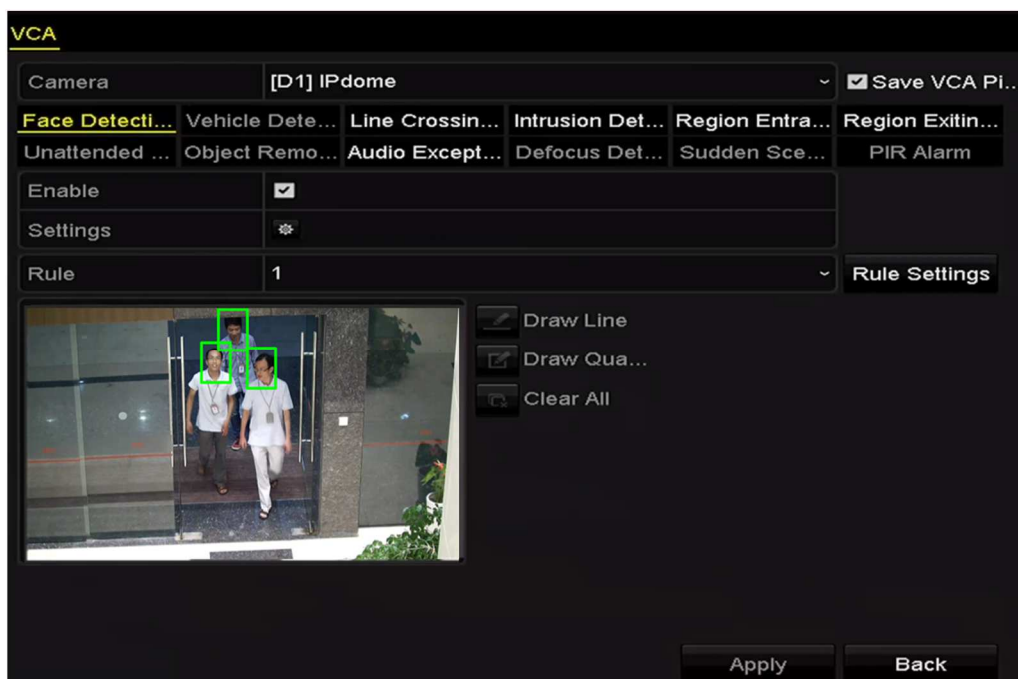 VCA
Camera [D1] IPdome Save VCA Pi..
Face Detecti... Vehicle Dete... Line Crossin... Intrusion Det... Region Entra... Region Exitin...
Unattended ... Object Remo... Audio Except... Defocus Det... Sudden Sce... PIR Alarm
Enable
Settings
Rule 1 Rule Settings
Draw Line
Draw Qua...
Clear All
Apply Back